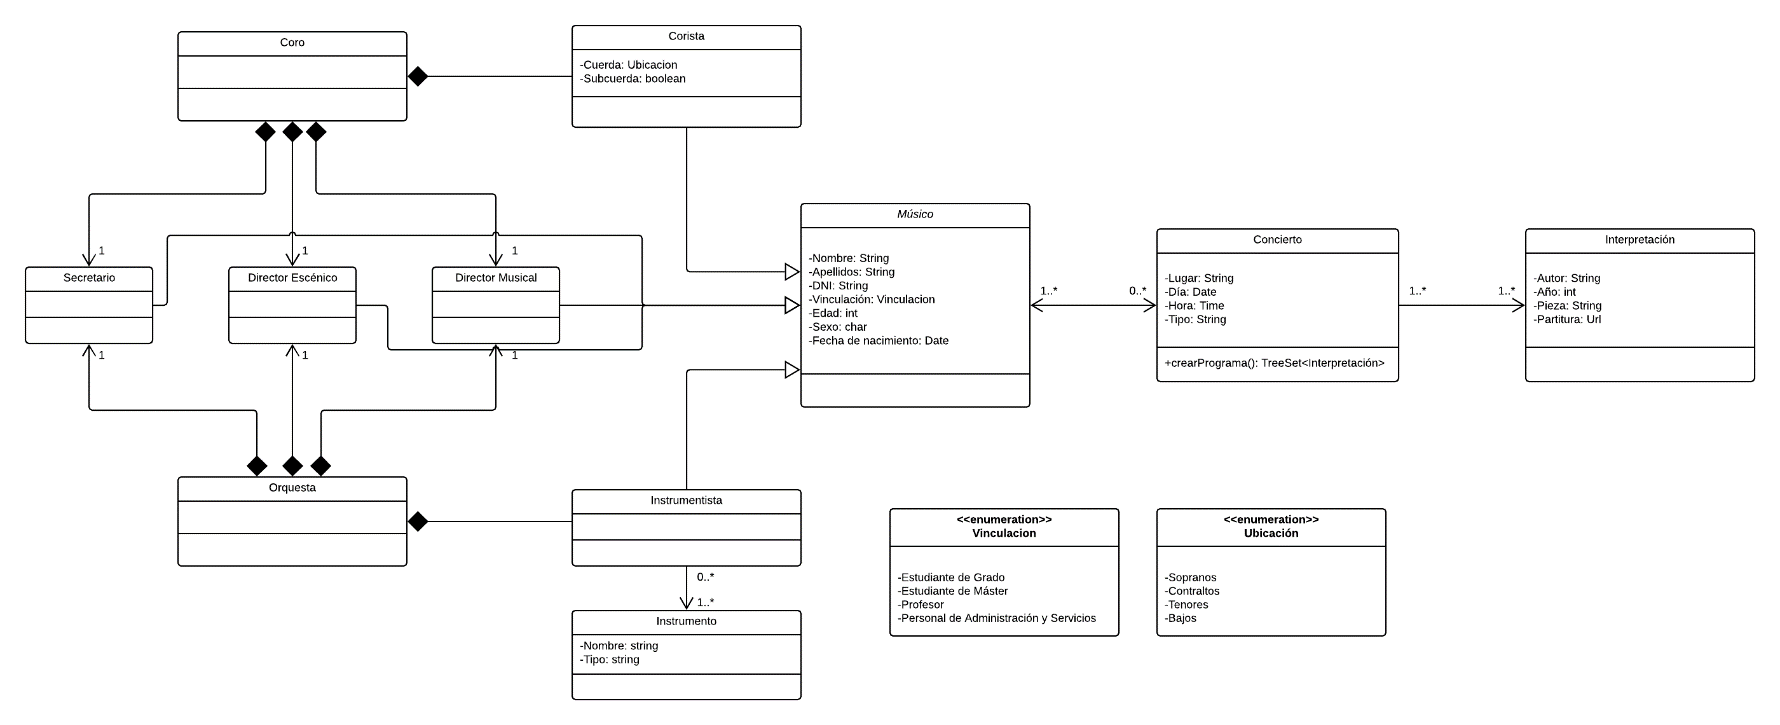 Coro
Corista
-Cuerda: Ubicacion
-Subcuerda: boolean
1
1
1
Secretario
Director Escénico
Director Musical
1
1
1
Músico
-Nombre: String
-Apellidos: String
-DNI: String
-Vinculación: Vinculacion
-Edad: int
-Sexo: char
-Fecha de nacimiento: Date
1..*
0..*
Concierto
-Lugar: String
-Día: Date
-Hora: Time
-Tipo: String
+crearPrograma(): TreeSet<Interpretación>
1..*
1..*
Interpretación
-Autor: String
-Año: int
-Pieza: String
-Partitura: Url
Orquesta
Instrumentista
0..*
1..*
Instrumento
-Nombre: string
-Tipo: string
<<enumeration>>
Vinculacion
-Estudiante de Grado
-Estudiante de Máster
-Profesor
-Personal de Administración y Servicios
<<enumeration>>
Ubicación
-Sopranos
-Contraltos
-Tenores
-Bajos